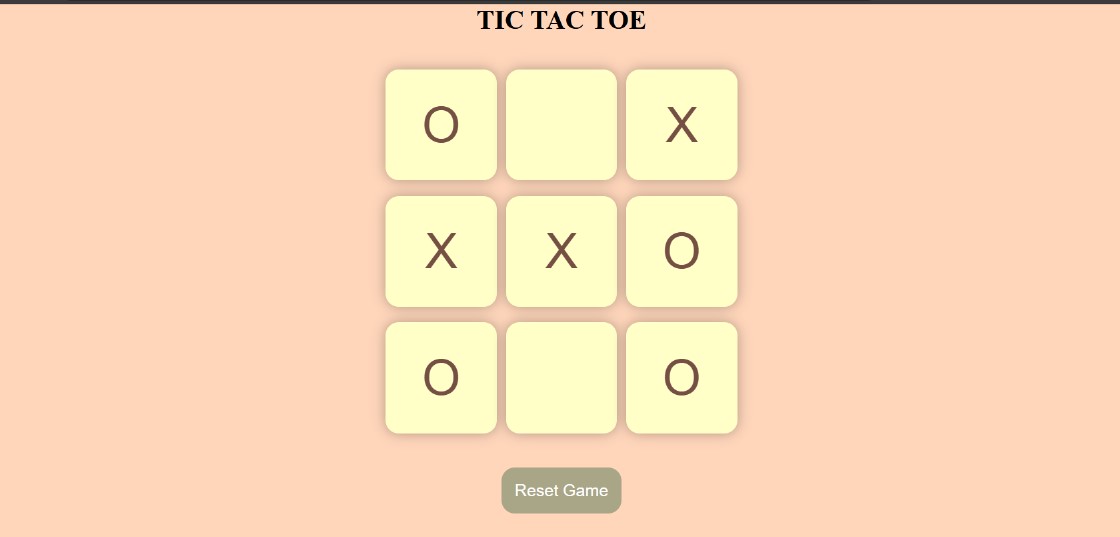 TIC TAC TOE
O X
X X O
O O
Reset Game